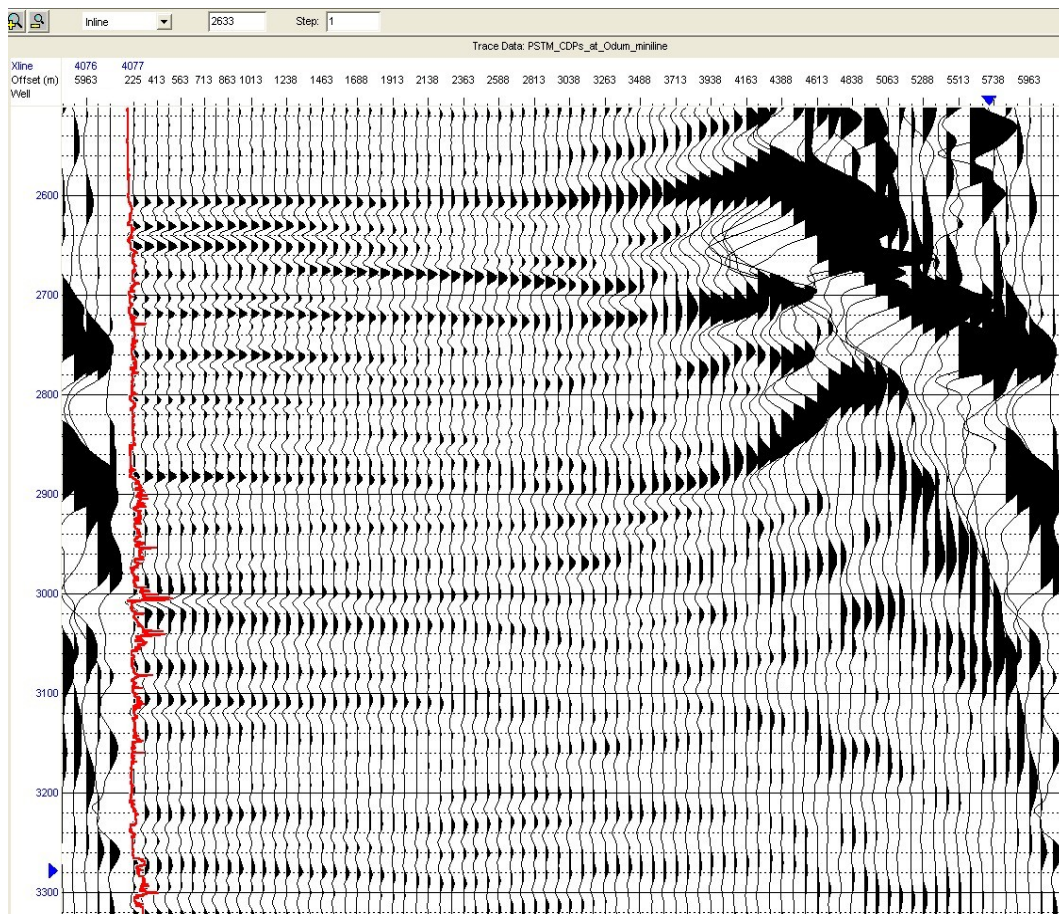 Inline 2633 Step: 1
Trace Data: PSTM_CDPs_at_Odum_miniline
Xline 4076 4077
Offset (m) 5963 225 413 563 713 863 1013 1238 1463 1688 1913 2138 2363 2588 2813 3038 3263 3488 3713 3938 4163 4388 4613 4838 5063 5288 5513 5738 5963
Well
2600
2700
2800
2900
3000
3100
3200
3300